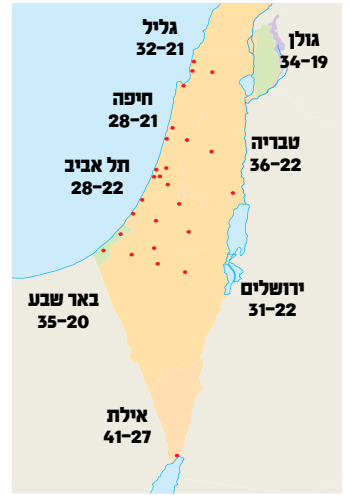 גליל
32-21
גולן
34-19
חיפה
28-21
טבריה
36-22
תל אביב
28-22
ירושלים
31-22
באר שבע
35-20
אילת
41-27